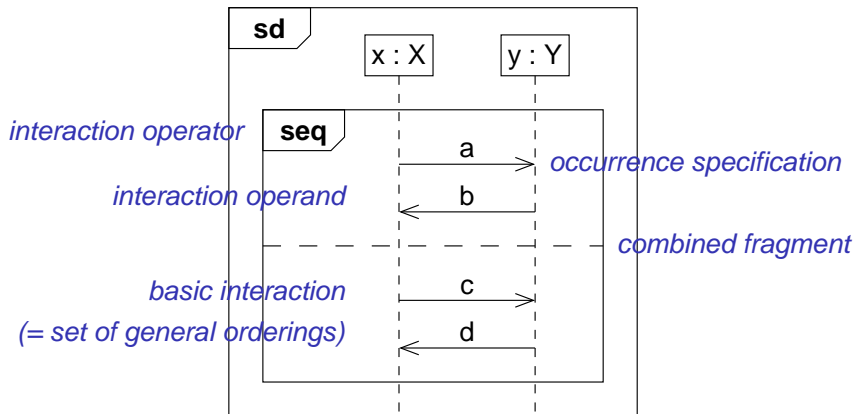 sd
x : X
y : Y
interaction operator
seq
a
occurrence specification
interaction operand
b
combined fragment
basic interaction
c
(= set of general orderings)
d